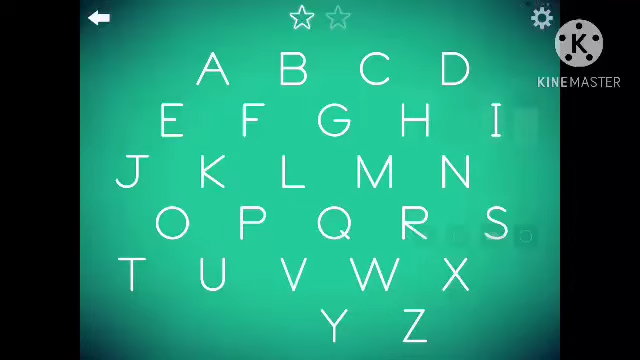 A B C D
KINEMASTER
E F G H I
J K L M N
O P Q R S
T U V W X
Y Z